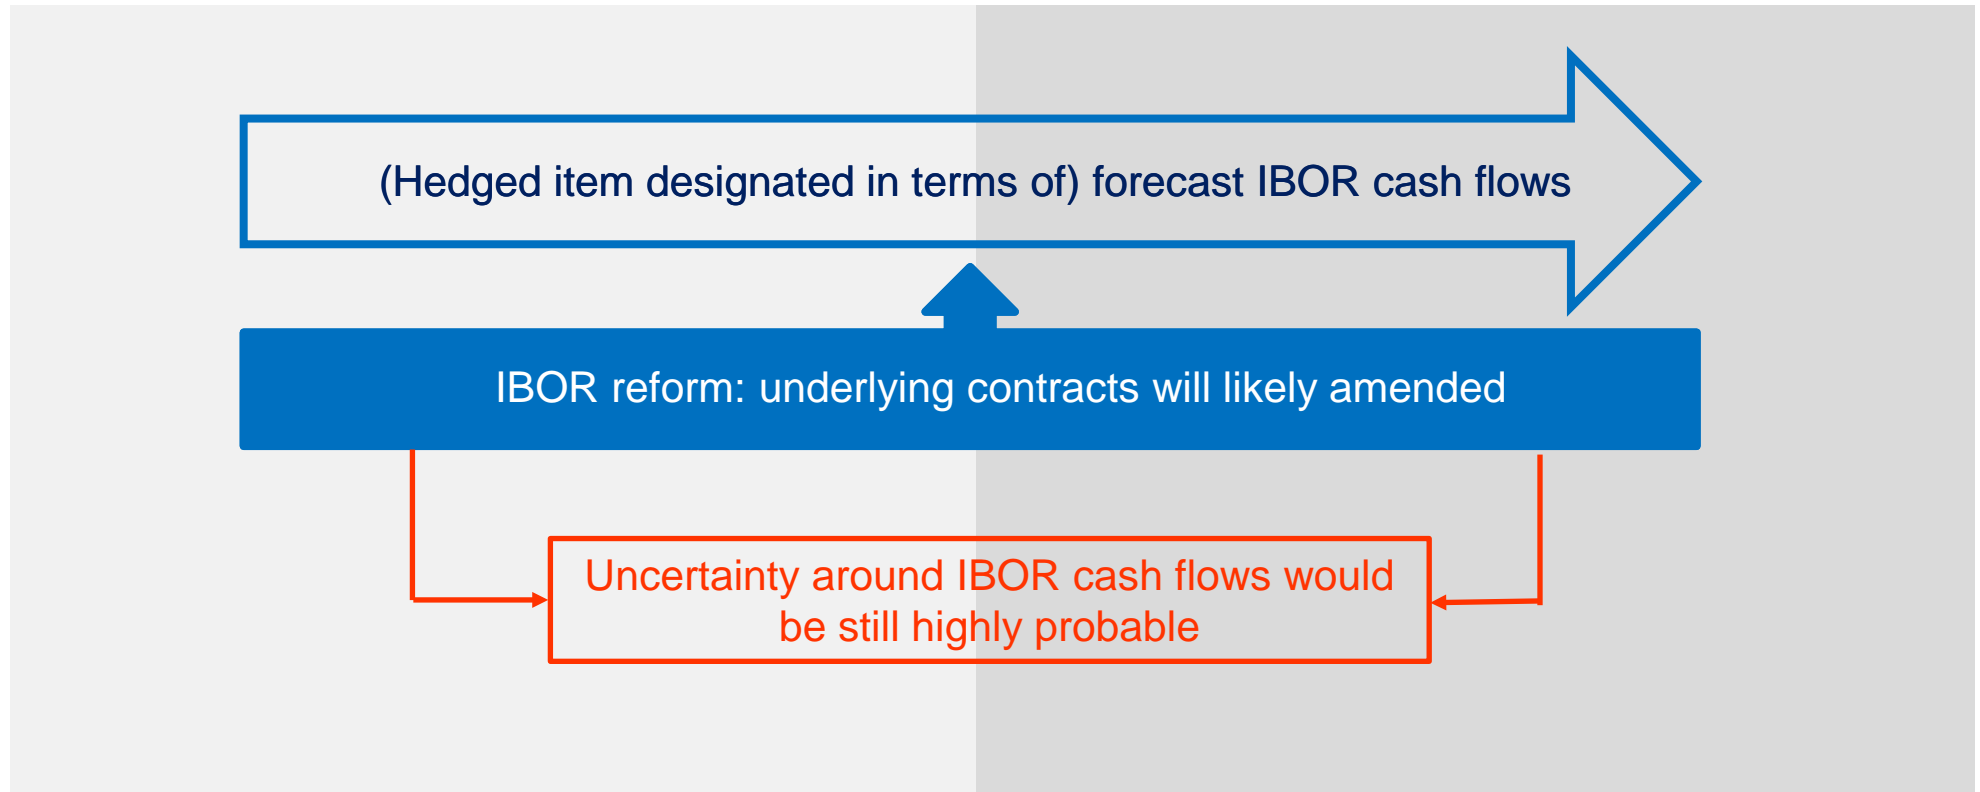 (Hedged item designated in terms of) forecast IBOR cash flows
IBOR reform: underlying contracts will likely amended
Uncertainty around IBOR cash flows would
be still highly probable